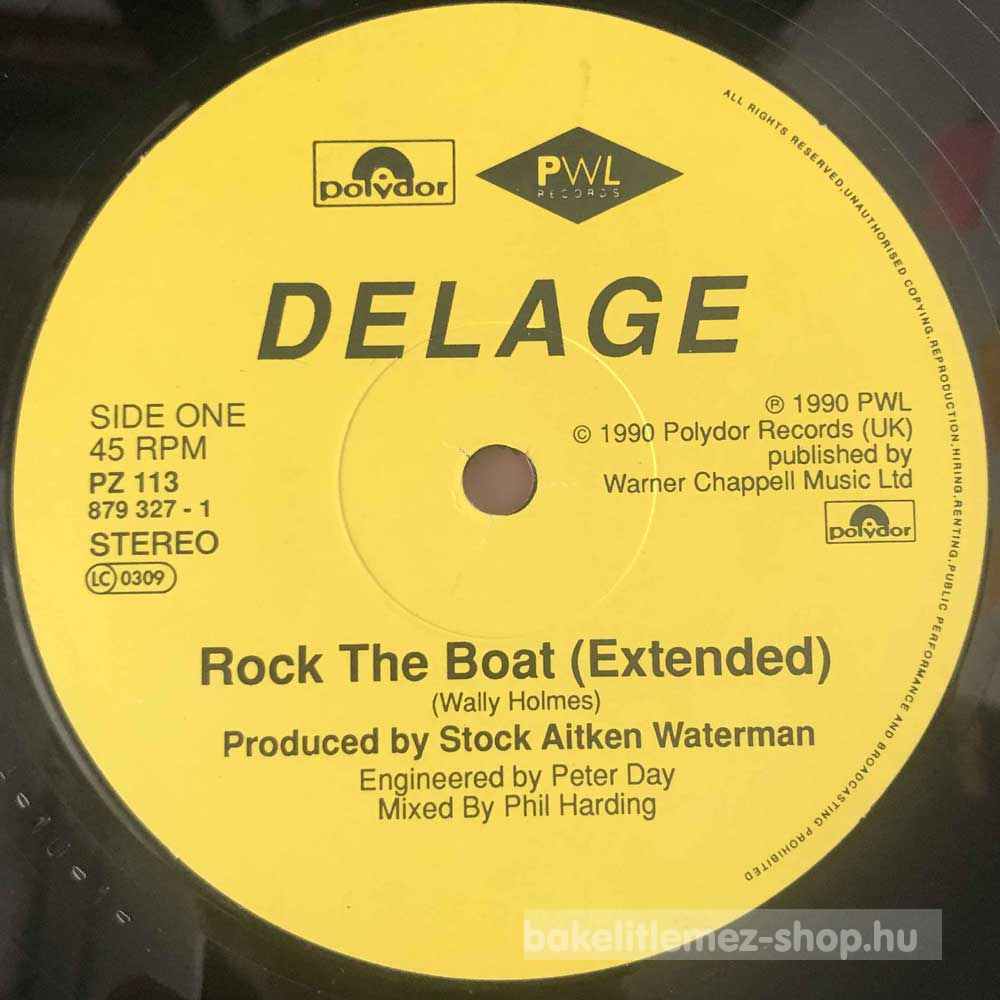 polydor
PWL
RECORDS
DELAGE
SIDE ONE
45 RPM
PZ 113
879 327 - 1
STEREO
LC 0309
℗ 1990 PWL
© 1990 Polydor Records (UK)
published by
Warner Chappell Music Ltd
polydor
Rock The Boat (Extended)
(Wally Holmes)
Produced by Stock Aitken Waterman
Engineered by Peter Day
Mixed By Phil Harding
ALL RIGHTS RESERVED.UNAUTHORISED COPYING.REPRODUCTION.HIRING.RENTING.PUBLIC PERFORMANCE AND BROADCASTING PROHIBITED
bakelitlemez-shop.hu